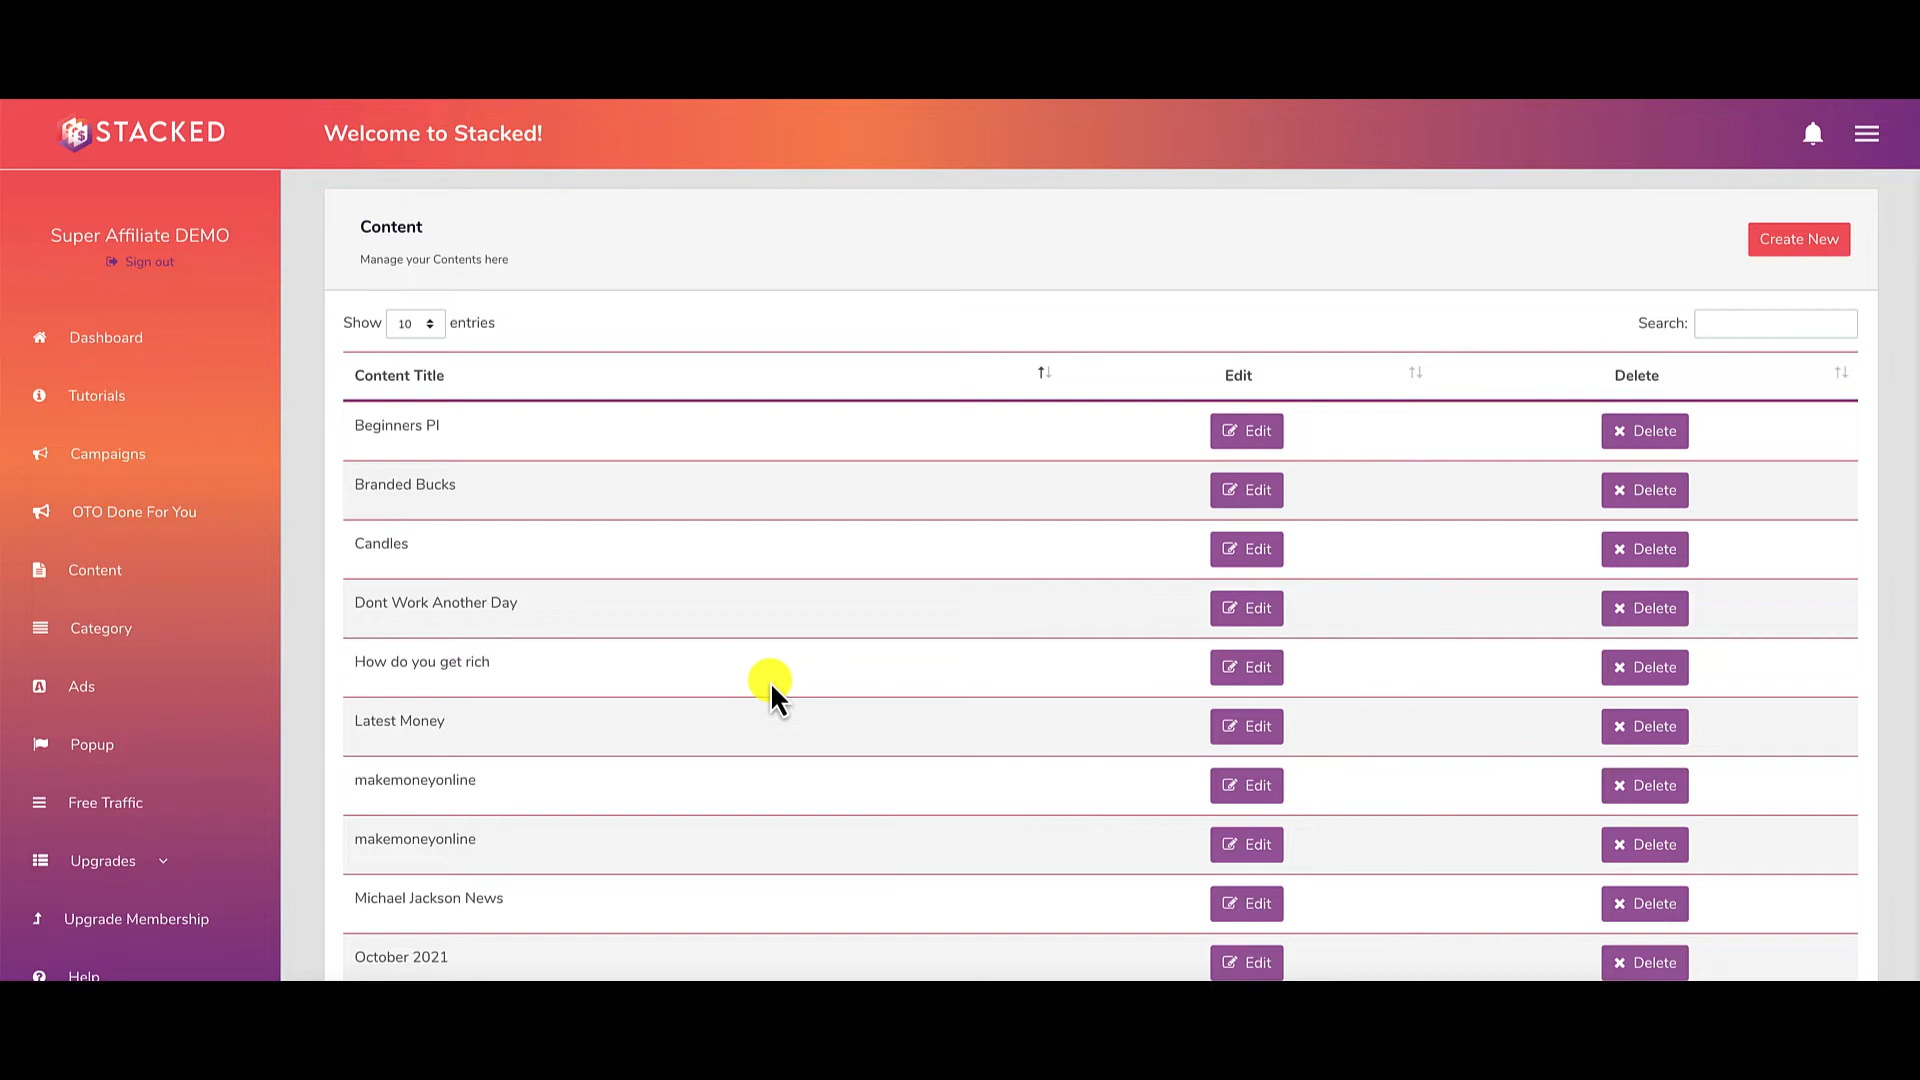 STACKED
Welcome to Stacked!
Super Affiliate DEMO
Sign out
Dashboard
Tutorials
Campaigns
OTO Done For You
Content
Category
Ads
Popup
Free Traffic
Upgrades
Upgrade Membership
Help
Content
Manage your Contents here
Create New
Show 10 entries
Search:
Content Title Edit Delete
Beginners PI Edit Delete
Branded Bucks Edit Delete
Candles Edit Delete
Dont Work Another Day Edit Delete
How do you get rich Edit Delete
Latest Money Edit Delete
makemoneyonline Edit Delete
makemoneyonline Edit Delete
Michael Jackson News Edit Delete
October 2021 Edit Delete